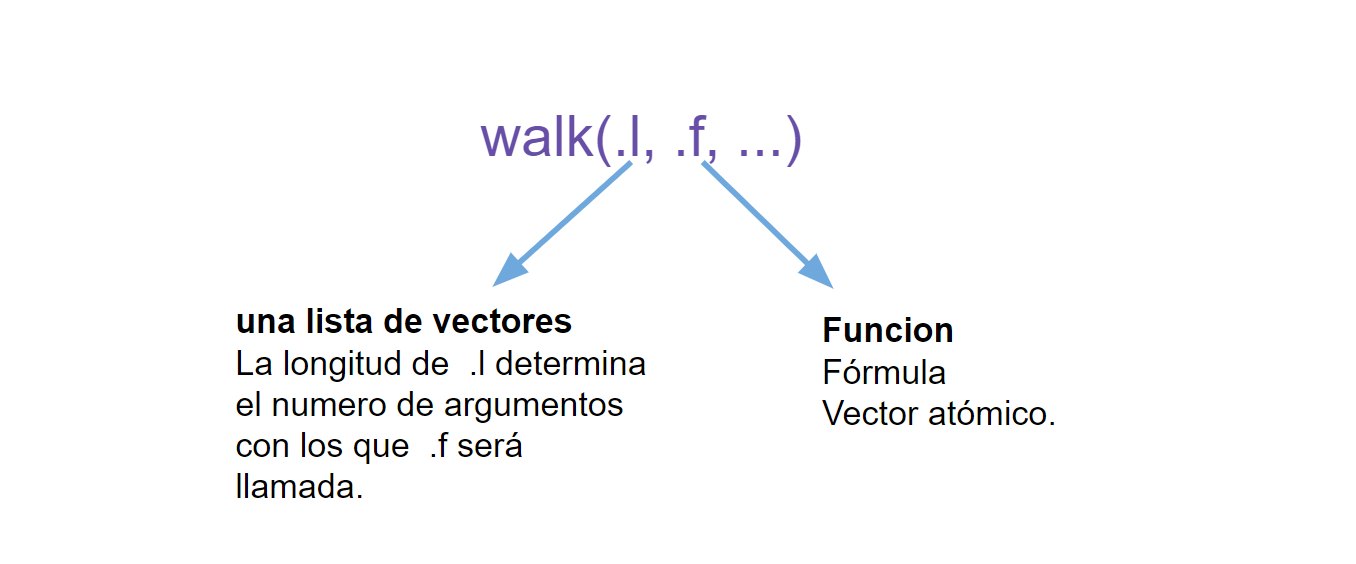 walk(.l, .f, ...)
una lista de vectores
La longitud de .l determina
el numero de argumentos
con los que .f será
llamada.
Funcion
Fórmula
Vector atómico.